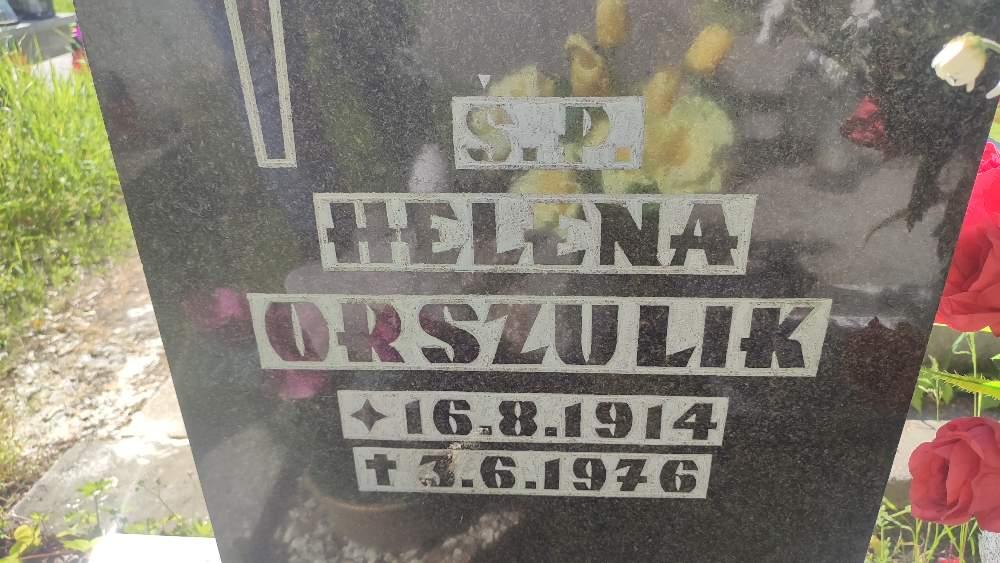 Ś. P.
HELENA
ORSZULIK
✦ 16.8.1914
✝ 3.6.1976